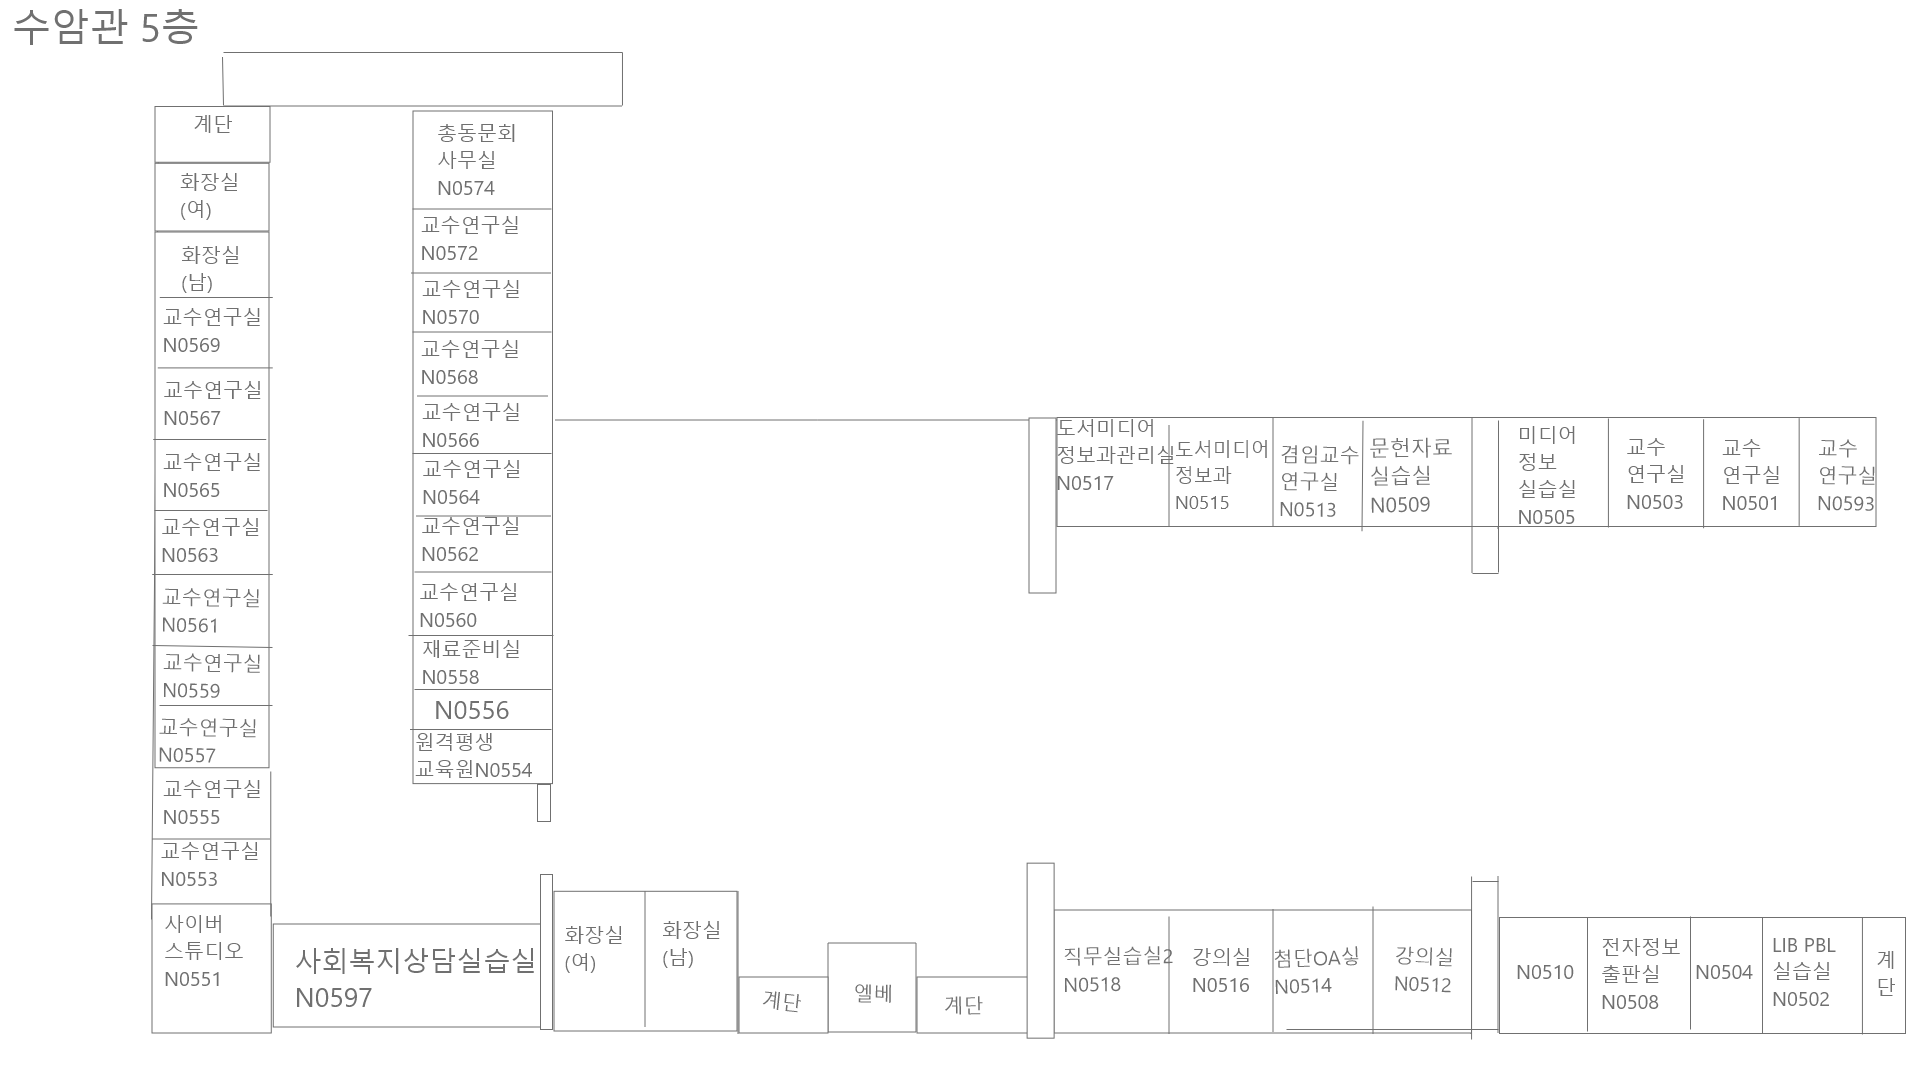 수암관 5층
계단
화장실
(여)
화장실
(남)
교수연구실
N0569
교수연구실
N0567
교수연구실
N0565
교수연구실
N0563
교수연구실
N0561
교수연구실
N0559
교수연구실
N0557
교수연구실
N0555
교수연구실
N0553
사이버
스튜디오
N0551
총동문회
사무실
N0574
교수연구실
N0572
교수연구실
N0570
교수연구실
N0568
교수연구실
N0566
교수연구실
N0564
교수연구실
N0562
교수연구실
N0560
재료준비실
N0558
N0556
원격평생
교육원N0554
사회복지상담실습실
N0597
화장실
(여)
화장실
(남)
계단
엘베
계단
도서미디어
정보과관리실
N0517
도서미디어
정보과
N0515
겸임교수
연구실
N0513
문헌자료
실습실
N0509
미디어
정보
실습실
N0505
교수
연구실
N0503
교수
연구실
N0501
교수
연구실
N0593
직무실습실2
N0518
강의실
N0516
첨단OA실
N0514
강의실
N0512
N0510
전자정보
출판실
N0508
N0504
LIB PBL
실습실
N0502
계
단